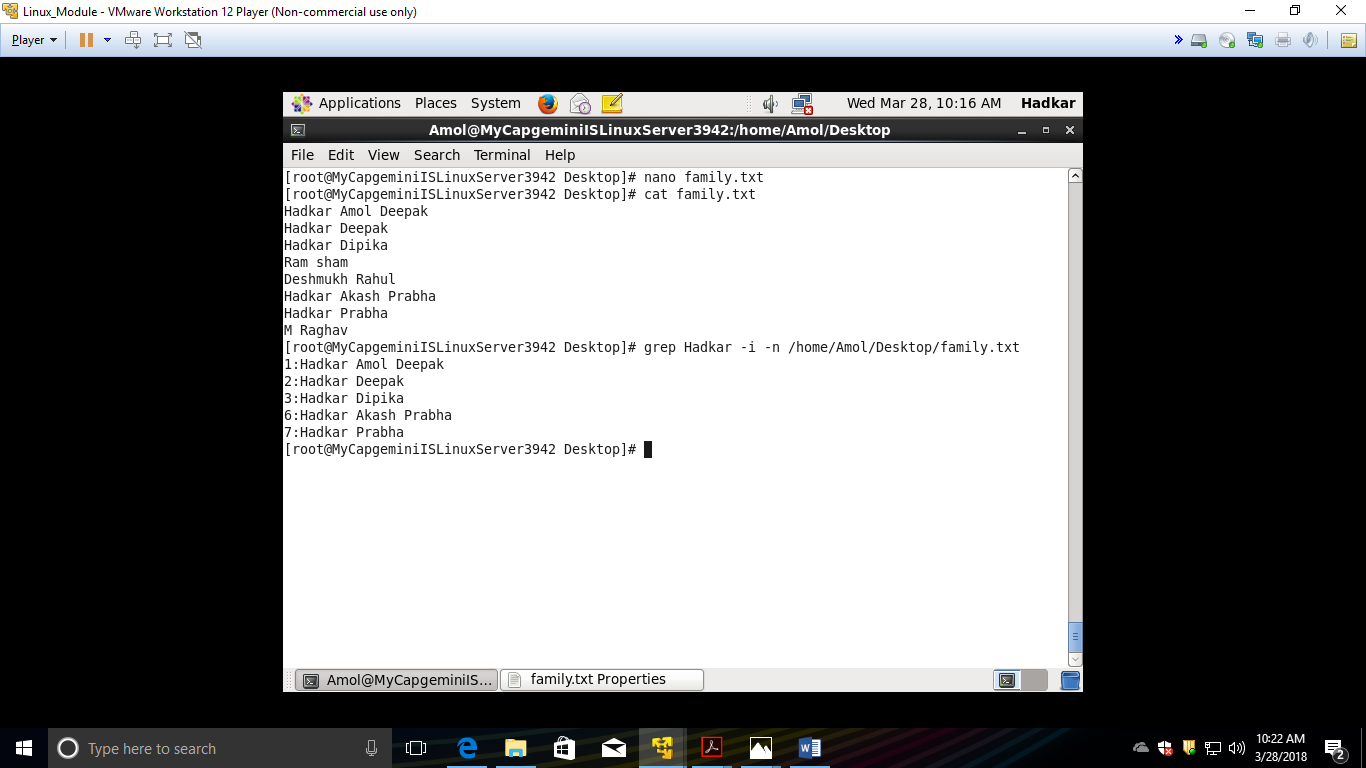 Linux_Module - VMware Workstation 12 Player (Non-commercial use only)
Player
Applications Places System Wed Mar 28, 10:16 AM Hadkar
Amol@MyCapgeminiISLinuxServer3942:/home/Amol/Desktop
File Edit View Search Terminal Help
[root@MyCapgeminiISLinuxServer3942 Desktop]# nano family.txt
[root@MyCapgeminiISLinuxServer3942 Desktop]# cat family.txt
Hadkar Amol Deepak
Hadkar Deepak
Hadkar Dipika
Ram sham
Deshmukh Rahul
Hadkar Akash Prabha
Hadkar Prabha
M Raghav
[root@MyCapgeminiISLinuxServer3942 Desktop]# grep Hadkar -i -n /home/Amol/Desktop/family.txt
1:Hadkar Amol Deepak
2:Hadkar Deepak
3:Hadkar Dipika
6:Hadkar Akash Prabha
7:Hadkar Prabha
[root@MyCapgeminiISLinuxServer3942 Desktop]#
Amol@MyCapgeminiIS... family.txt Properties
Type here to search
10:22 AM
3/28/2018
2